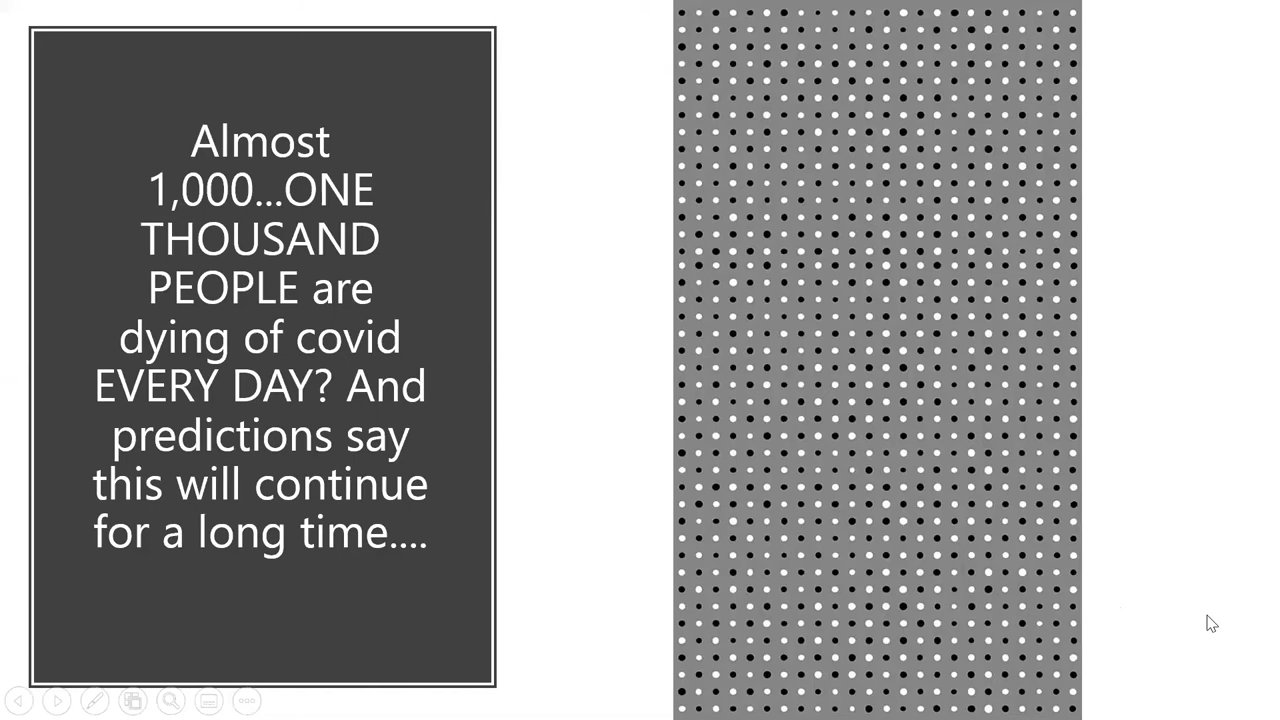 Almost
1,000...ONE
THOUSAND
PEOPLE are
dying of covid
EVERY DAY? And
predictions say
this will continue
for a long time....